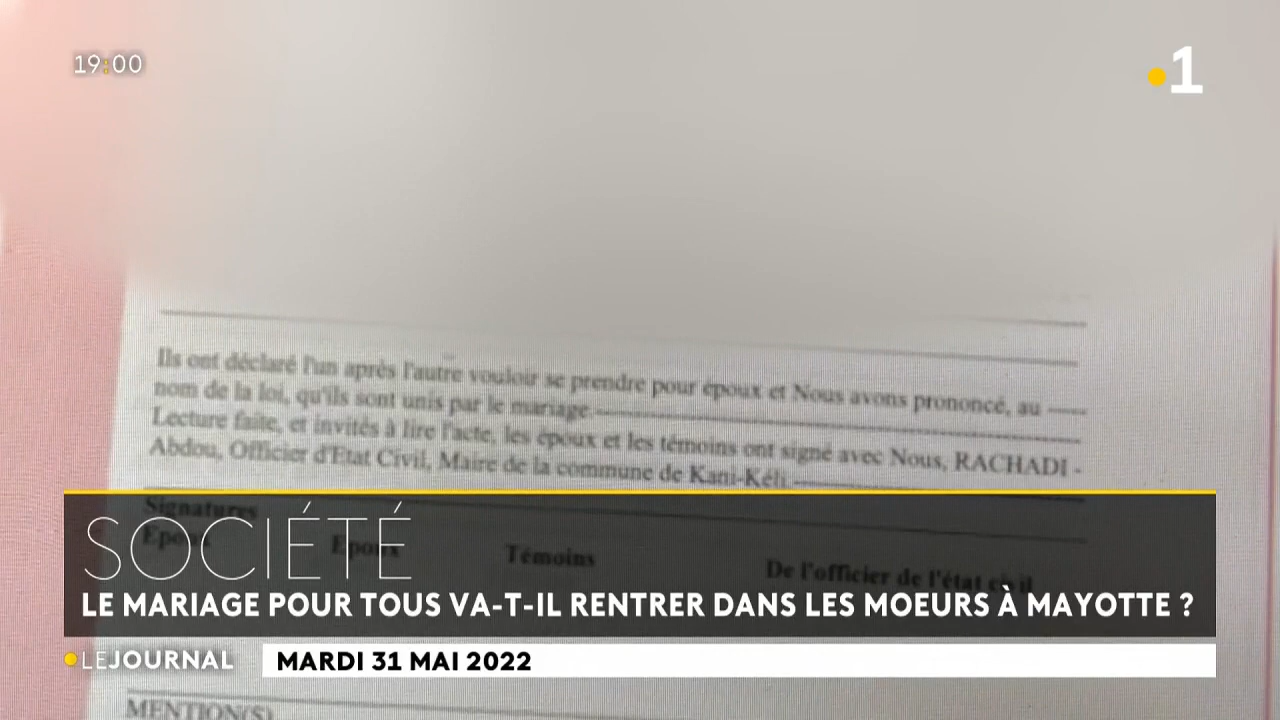 19:00
1
Ils ont déclaré l'un après l'autre vouloir se prendre pour époux et Nous avons prononcé, au
nom de la loi, qu'ils sont unis par le mariage.
Lecture faite, et invités à lire l'acte, les époux et les témoins ont signé avec Nous, RACHADI -
Abdou, Officier d'Etat Civil, Maire de la commune de Kani-Kéli.
Signatures
Epoux Epoux Témoins De l'officier de l'état civil
SOCIÉTÉ
LE MARIAGE POUR TOUS VA-T-IL RENTRER DANS LES MOEURS À MAYOTTE ?
LE JOURNAL MARDI 31 MAI 2022
MENTION(S)